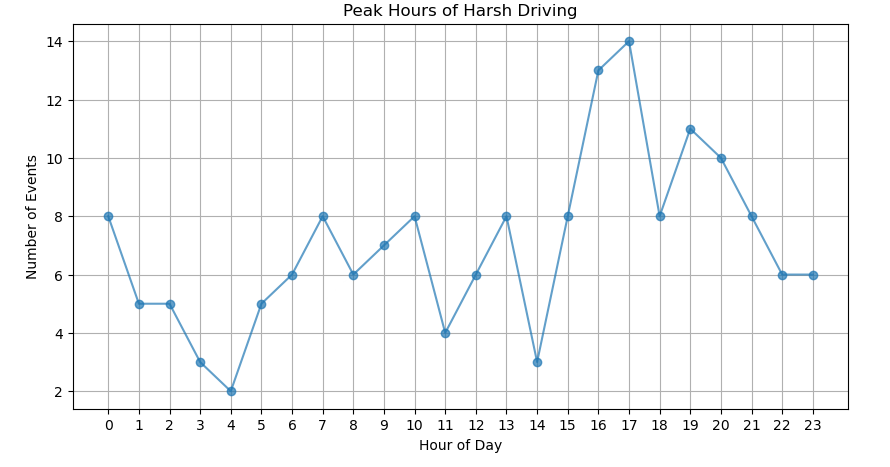 Peak Hours of Harsh Driving
Number of Events
14
12
10
8
6
4
2
0 1 2 3 4 5 6 7 8 9 10 11 12 13 14 15 16 17 18 19 20 21 22 23
Hour of Day